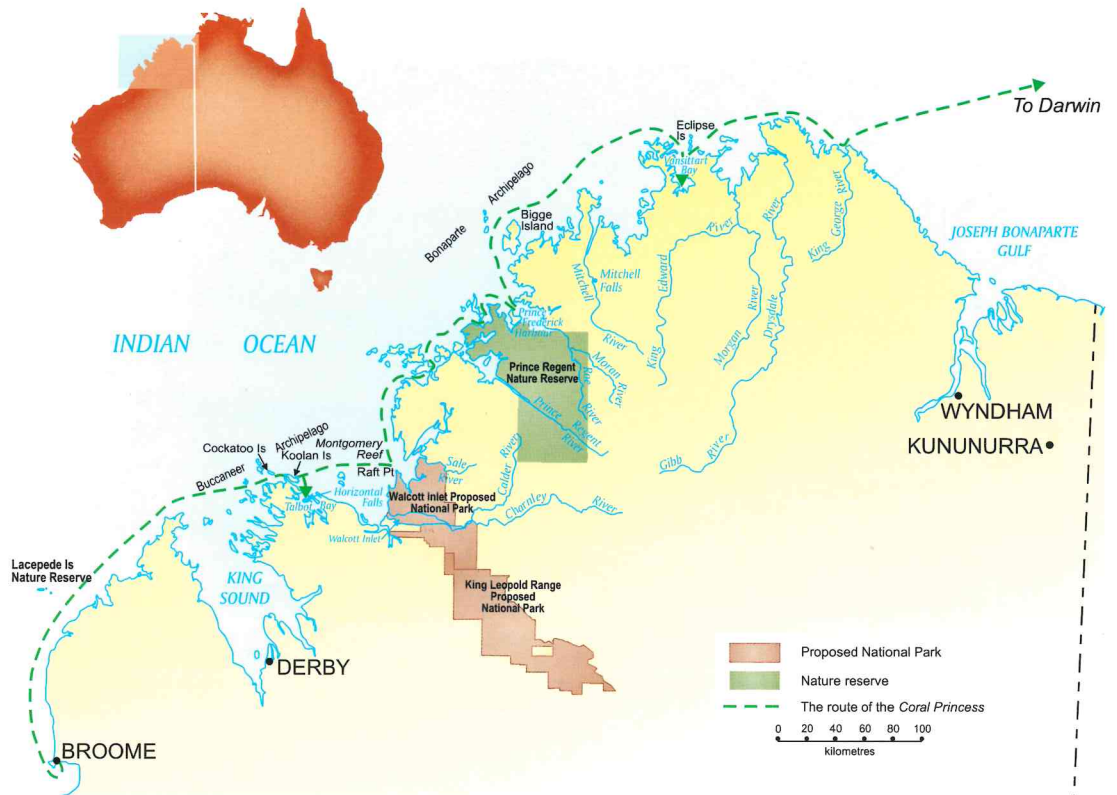 To Darwin
Eclipse
Is
Vansittart
Bay
Archipelago
Bigge
Island
Bonaparte
River
River
King George River
JOSEPH BONAPARTE
GULF
Mitchell
Falls
Mitchell
River
King Edward
Morgan
River
Drysdale
INDIAN OCEAN
Prince
Frederick
Harbour
Prince Regent
Nature Reserve
Moran
River
Roe
River
Prince Regent
River
WYNDHAM
KUNUNURRA
Gibb River
Cockatoo Is
Archipelago
Koolan Is
Montgomery
Reef
Raft Pt
Buccaneer
Sale
River
Calder River
Horizontal
Falls
Talbot Bay
Walcott inlet Proposed
National Park
Charnley River
Walcott Inlet
Lacepede Is
Nature Reserve
KING
SOUND
King Leopold Range
Proposed
National Park
DERBY
BROOME
Proposed National Park
Nature reserve
The route of the Coral Princess
0 20 40 60 80 100
kilometres